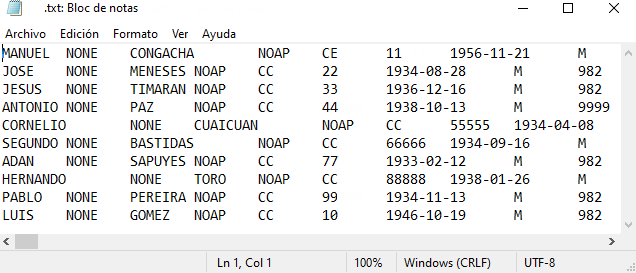 .txt: Bloc de notas
Archivo Edición Formato Ver Ayuda
MANUEL NONE CONGACHA NOAP CE 11 1956-11-21 M
JOSE NONE MENESES NOAP CC 22 1934-08-28 M 982
JESUS NONE TIMARAN NOAP CC 33 1936-12-16 M 982
ANTONIO NONE PAZ NOAP CC 44 1938-10-13 M 9999
CORNELIO NONE CUAICUAN NOAP CC 55555 1934-04-08
SEGUNDO NONE BASTIDAS NOAP CC 66666 1934-09-16 M
ADAN NONE SAPUYES NOAP CC 77 1933-02-12 M 982
HERNANDO NONE TORO NOAP CC 88888 1938-01-26 M
PABLO NONE PEREIRA NOAP CC 99 1934-11-13 M 982
LUIS NONE GOMEZ NOAP CC 10 1946-10-19 M 982
Ln 1, Col 1 100% Windows (CRLF) UTF-8